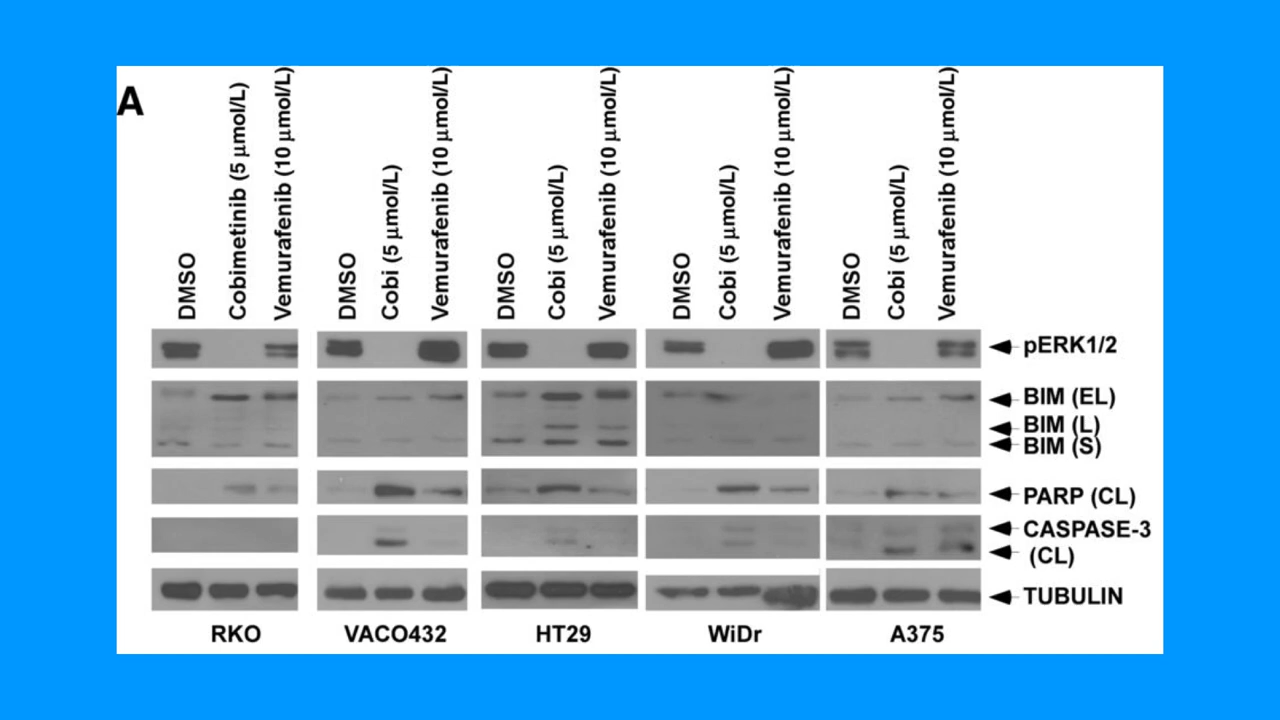 A
DMSO
Cobimetinib (5 µmol/L)
Vemurafenib (10 µmol/L)
DMSO
Cobi (5 µmol/L)
Vemurafenib (10 µmol/L)
DMSO
Cobi (5 µmol/L)
Vemurafenib (10 µmol/L)
DMSO
Cobi (5 µmol/L)
Vemurafenib (10 µmol/L)
DMSO
Cobi (5 µmol/L)
Vemurafenib (10 µmol/L)
pERK1/2
BIM (EL)
BIM (L)
BIM (S)
PARP (CL)
CASPASE-3
(CL)
TUBULIN
RKO VACO432 HT29 WiDr A375